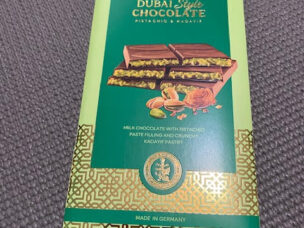 DUBAI Style
CHOCOLATE
PISTACHIO & KADAYIF
MILK CHOCOLATE WITH PISTACHIO
PASTE FILLING AND CRUNCHY
KADAYIF PASTRY
MADE IN GERMANY